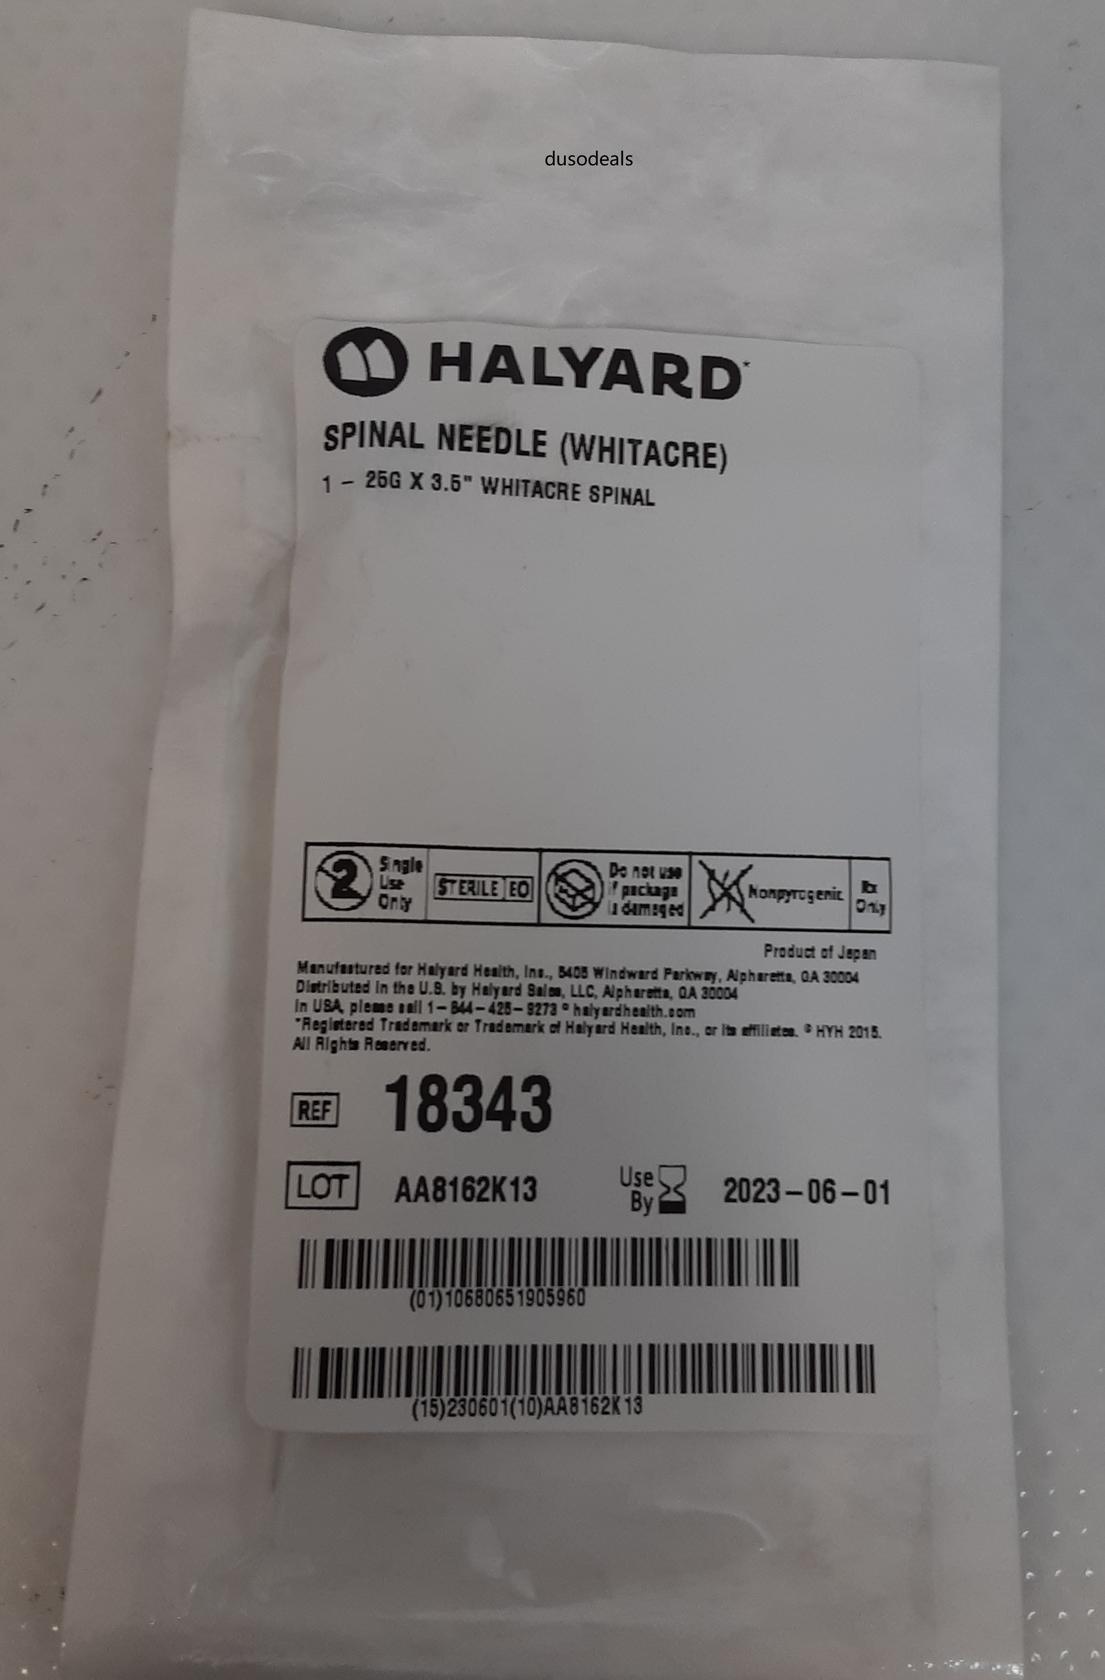 dusodeals
HALYARD*
SPINAL NEEDLE (WHITACRE)
1 - 25G X 3.5" WHITACRE SPINAL
2 Single Use Only STERILE EO Do not use if package is damaged Nonpyrogenic Rx Only
Product of Japan
Manufactured for Halyard Health, Inc., 5405 Windward Parkway, Alpharetta, GA 30004
Distributed in the U.S. by Halyard Sales, LLC, Alpharetta, GA 30004
In USA, please call 1-844-425-9273 • halyardhealth.com
*Registered Trademark or Trademark of Halyard Health, Inc., or its affiliates. © HYH 2015.
All Rights Reserved.
REF 18343
LOT AA8162K13 Use By 2023-06-01
(01)10680651905960
(15)230601(10)AA8162K13